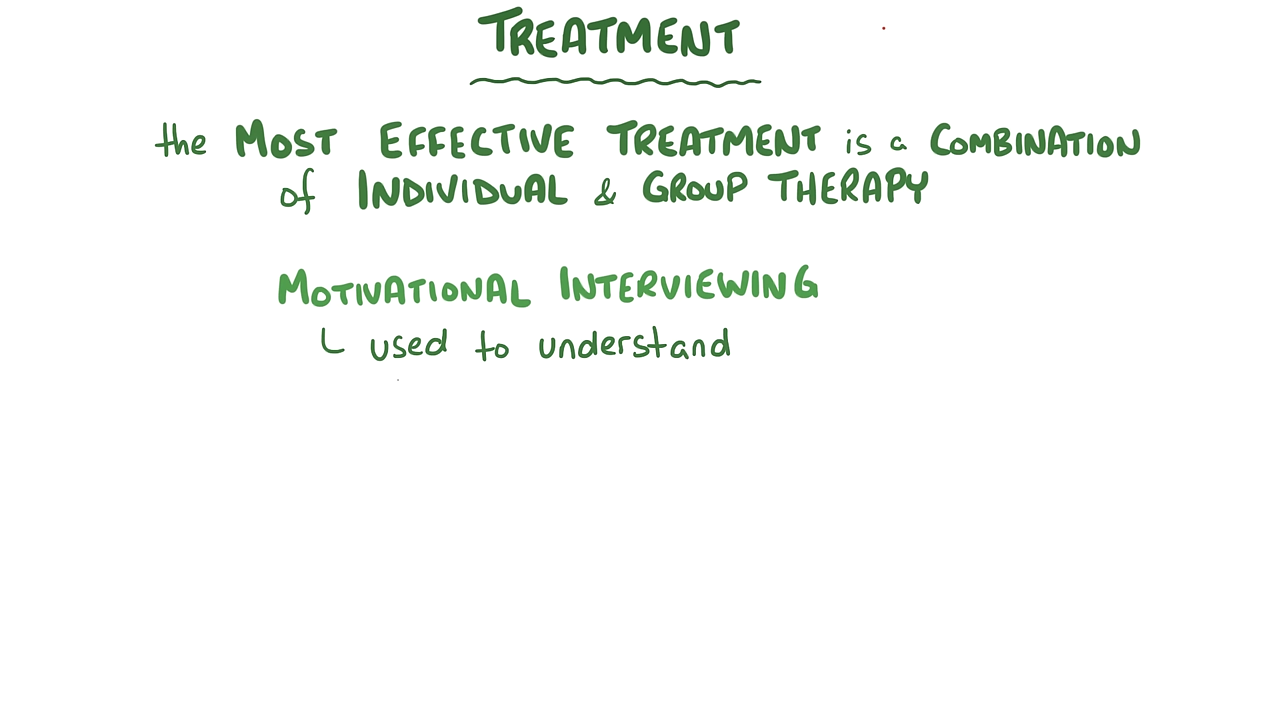 TREATMENT
the MOST EFFECTIVE TREATMENT is a COMBINATION
of INDIVIDUAL & GROUP THERAPY
MOTIVATIONAL INTERVIEWING
└ used to understand